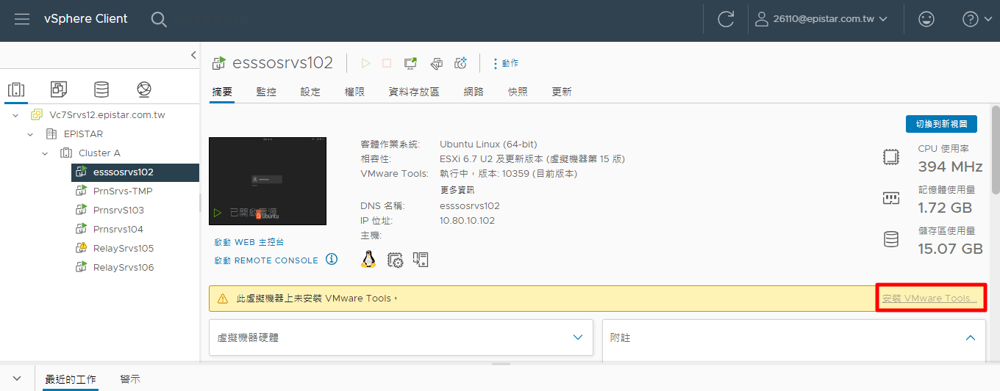 vSphere Client
26110@epistar.com.tw
esssosrvs102
動作
摘要 監控 設定 權限 資料存放區 網路 快照 更新
Vc7Srvs12.epistar.com.tw
EPISTAR
Cluster A
esssosrvs102
PrnSrvs-TMP
PrnsrvS103
Prnsrvs104
RelaySrvs105
RelaySrvs106
已開啟電源
ubuntu
啟動 WEB 主控台
啟動 REMOTE CONSOLE
客體作業系統: Ubuntu Linux (64-bit)
相容性: ESXi 6.7 U2 及更新版本 (虛擬機器第 15 版)
VMware Tools: 執行中，版本: 10359 (目前版本)
更多資訊
DNS 名稱: esssosrvs102
IP 位址: 10.80.10.102
主機:
切換到新視圖
CPU 使用率
394 MHz
記憶體使用量
1.72 GB
儲存區使用量
15.07 GB
此虛擬機器上未安裝 VMware Tools。
安裝 VMware Tools...
虛擬機器硬體
附註
最近的工作 警示